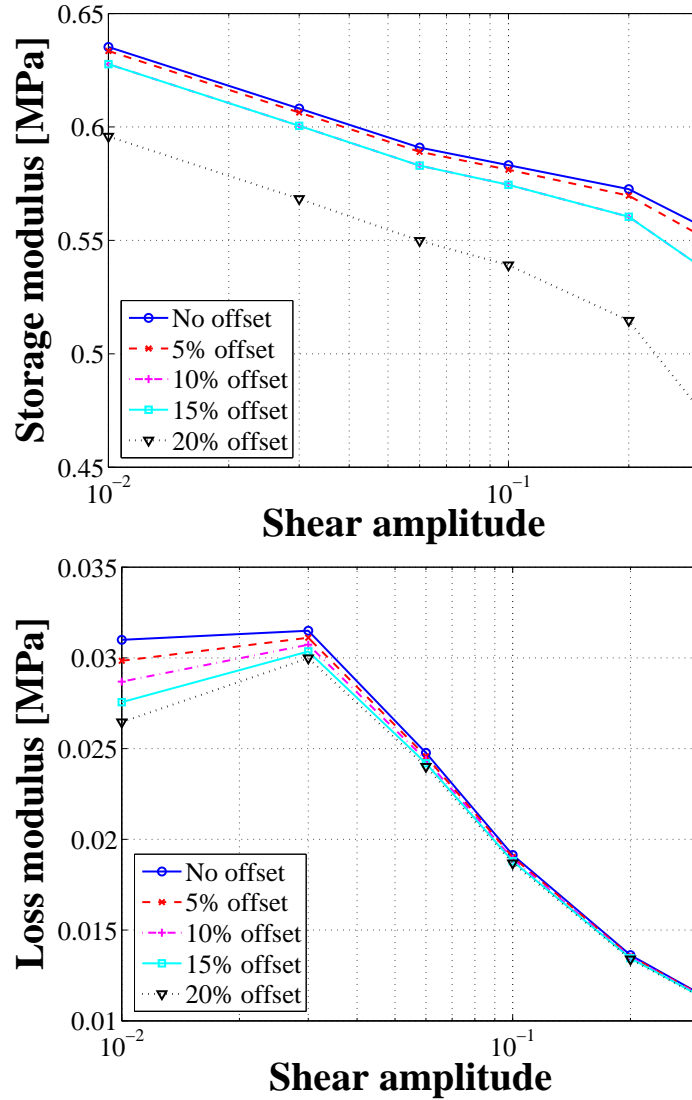 0.65
0.6
0.55
0.5
0.45
Storage modulus [MPa]
No offset
5% offset
10% offset
15% offset
20% offset
10⁻²
10⁻¹
Shear amplitude
0.035
0.03
0.025
0.02
0.015
0.01
Loss modulus [MPa]
No offset
5% offset
10% offset
15% offset
20% offset
10⁻²
10⁻¹
Shear amplitude